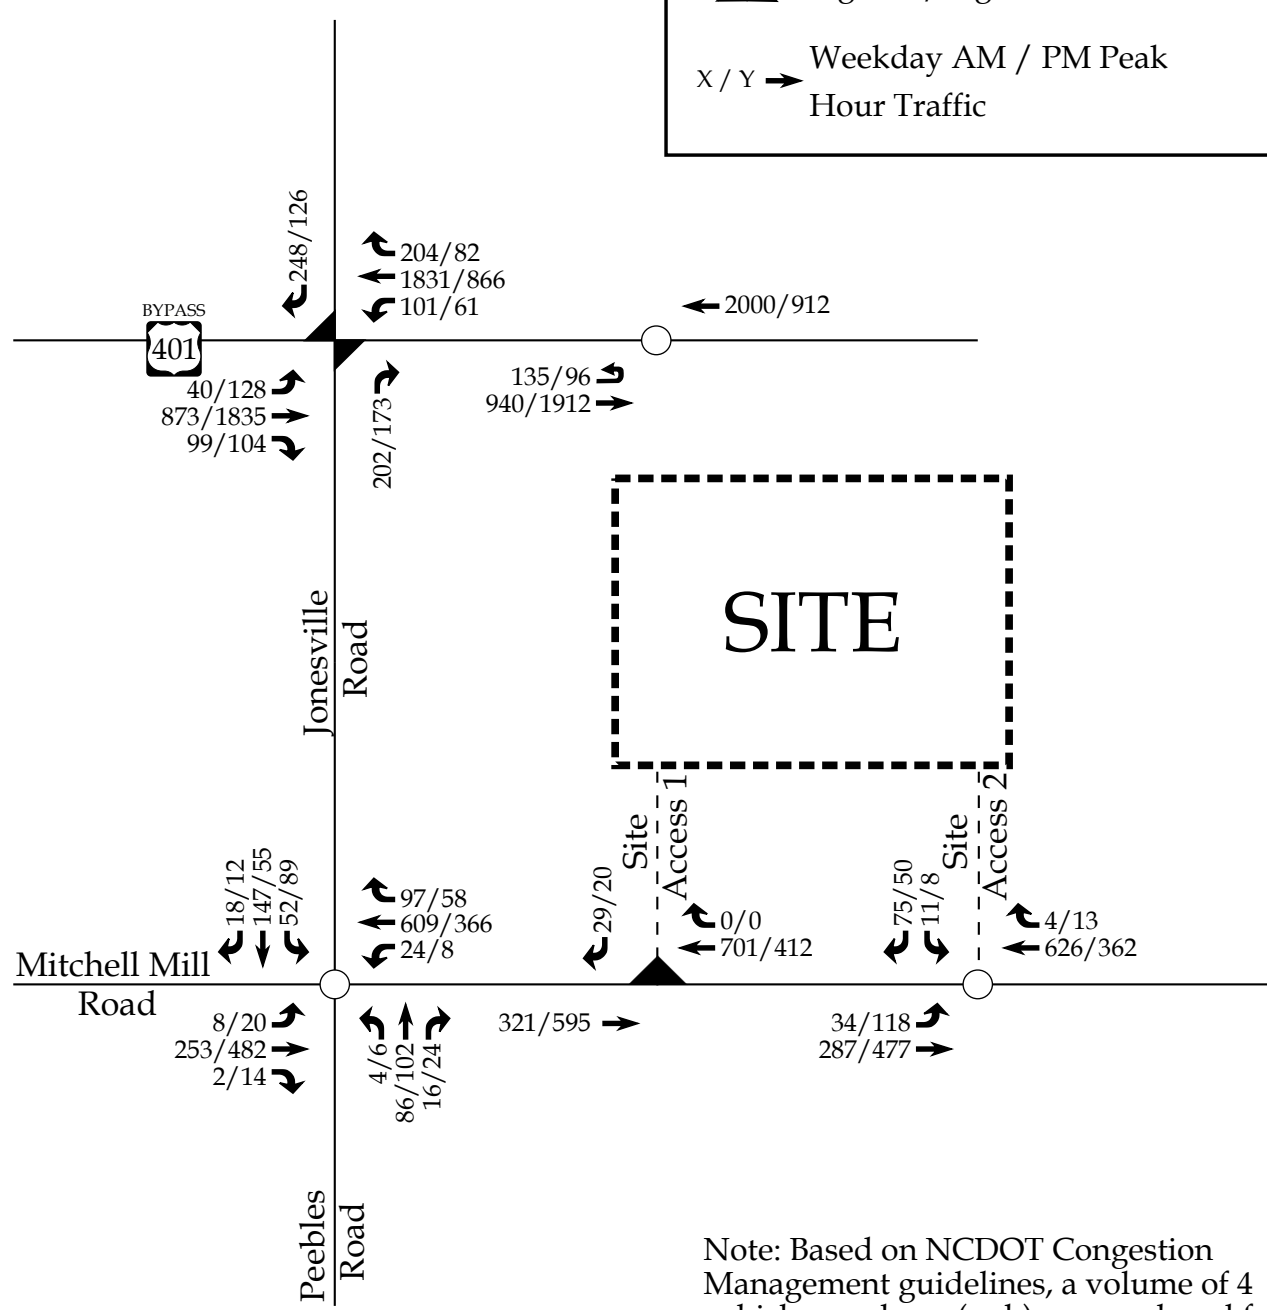 X / Y
Weekday AM / PM Peak
Hour Traffic
248/126
204/82
1831/866
101/61
BYPASS
401
2000/912
40/128
873/1835
99/104
202/173
135/96
940/1912
SITE
Jonesville
Road
Site
Access 1
Site
Access 2
18/12
147/55
52/89
97/58
609/366
24/8
29/20
0/0
701/412
75/50
11/8
4/13
626/362
Mitchell Mill
Road
8/20
253/482
2/14
4/6
86/102
16/24
321/595
34/118
287/477
Peebles
Road
Note: Based on NCDOT Congestion
Management guidelines, a volume of 4